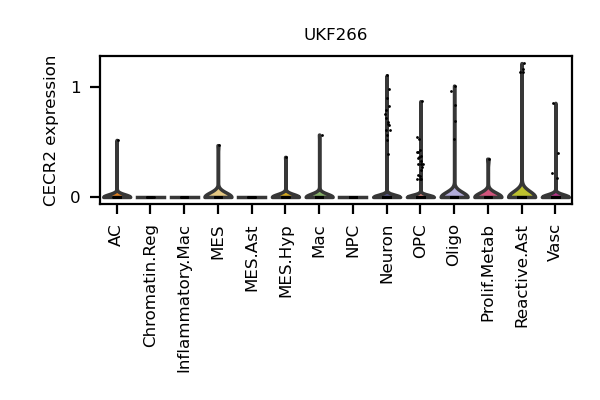 UKF266
CECR2 expression
1
0
AC
Chromatin.Reg
Inflammatory.Mac
MES
MES.Ast
MES.Hyp
Mac
NPC
Neuron
OPC
Oligo
Prolif.Metab
Reactive.Ast
Vasc